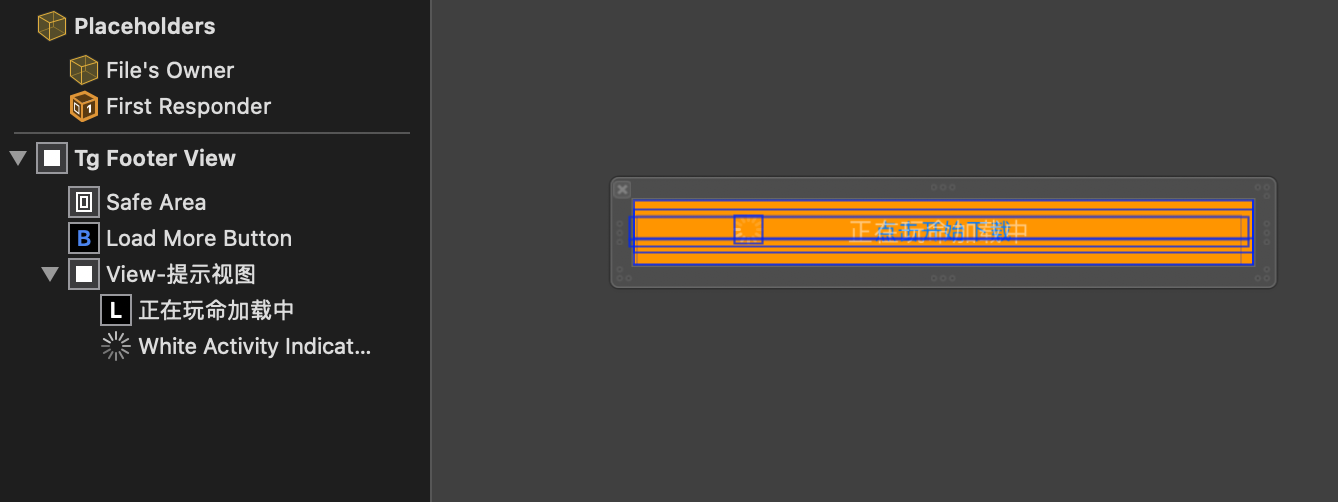 Placeholders
File's Owner
First Responder
Tg Footer View
Safe Area
B Load More Button
View-提示视图
L 正在玩命加载中
White Activity Indicat...
正在玩命加载中